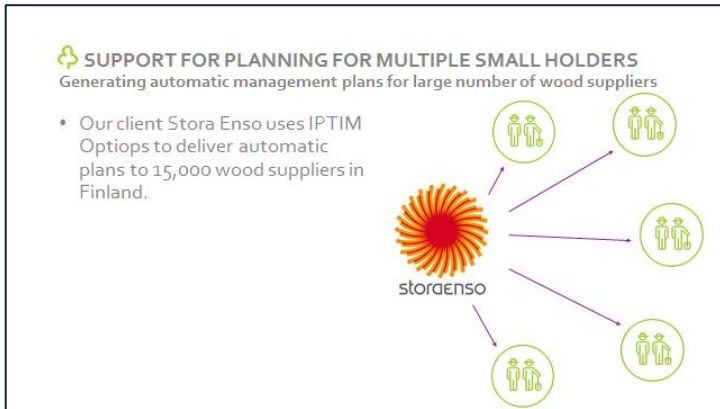 SUPPORT FOR PLANNING FOR MULTIPLE SMALL HOLDERS
Generating automatic management plans for large number of wood suppliers
• Our client Stora Enso uses IPTIM
Optiops to deliver automatic
plans to 15,000 wood suppliers in
Finland.
storaenso